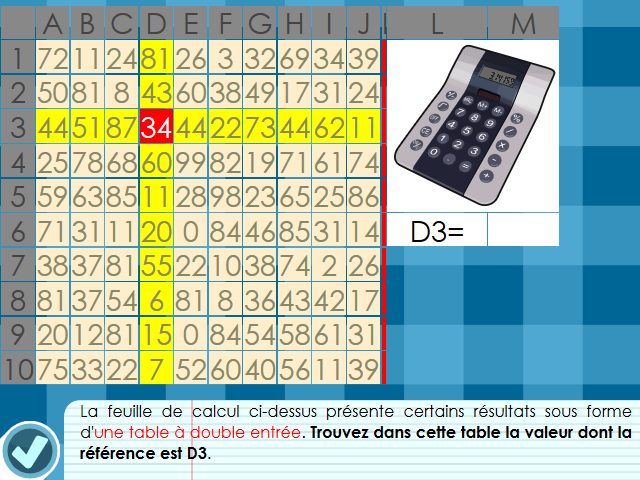 A B C D E F G H I J L M
1 72 11 24 81 26 3 32 69 34 39
2 50 81 8 43 60 38 49 17 31 24
3 44 51 87 34 44 22 73 44 62 11
4 25 78 68 60 99 82 19 71 61 74
5 59 63 85 11 28 98 23 65 25 86
6 71 31 11 20 0 84 46 85 31 14
D3=
7 38 37 81 55 22 10 38 74 2 26
8 81 37 54 6 81 8 36 43 42 17
9 20 12 81 15 0 84 54 58 61 31
10 75 33 22 7 52 60 40 56 11 39
La feuille de calcul ci-dessus présente certains résultats sous forme
d'une table à double entrée. Trouvez dans cette table la valeur dont la
référence est D3.